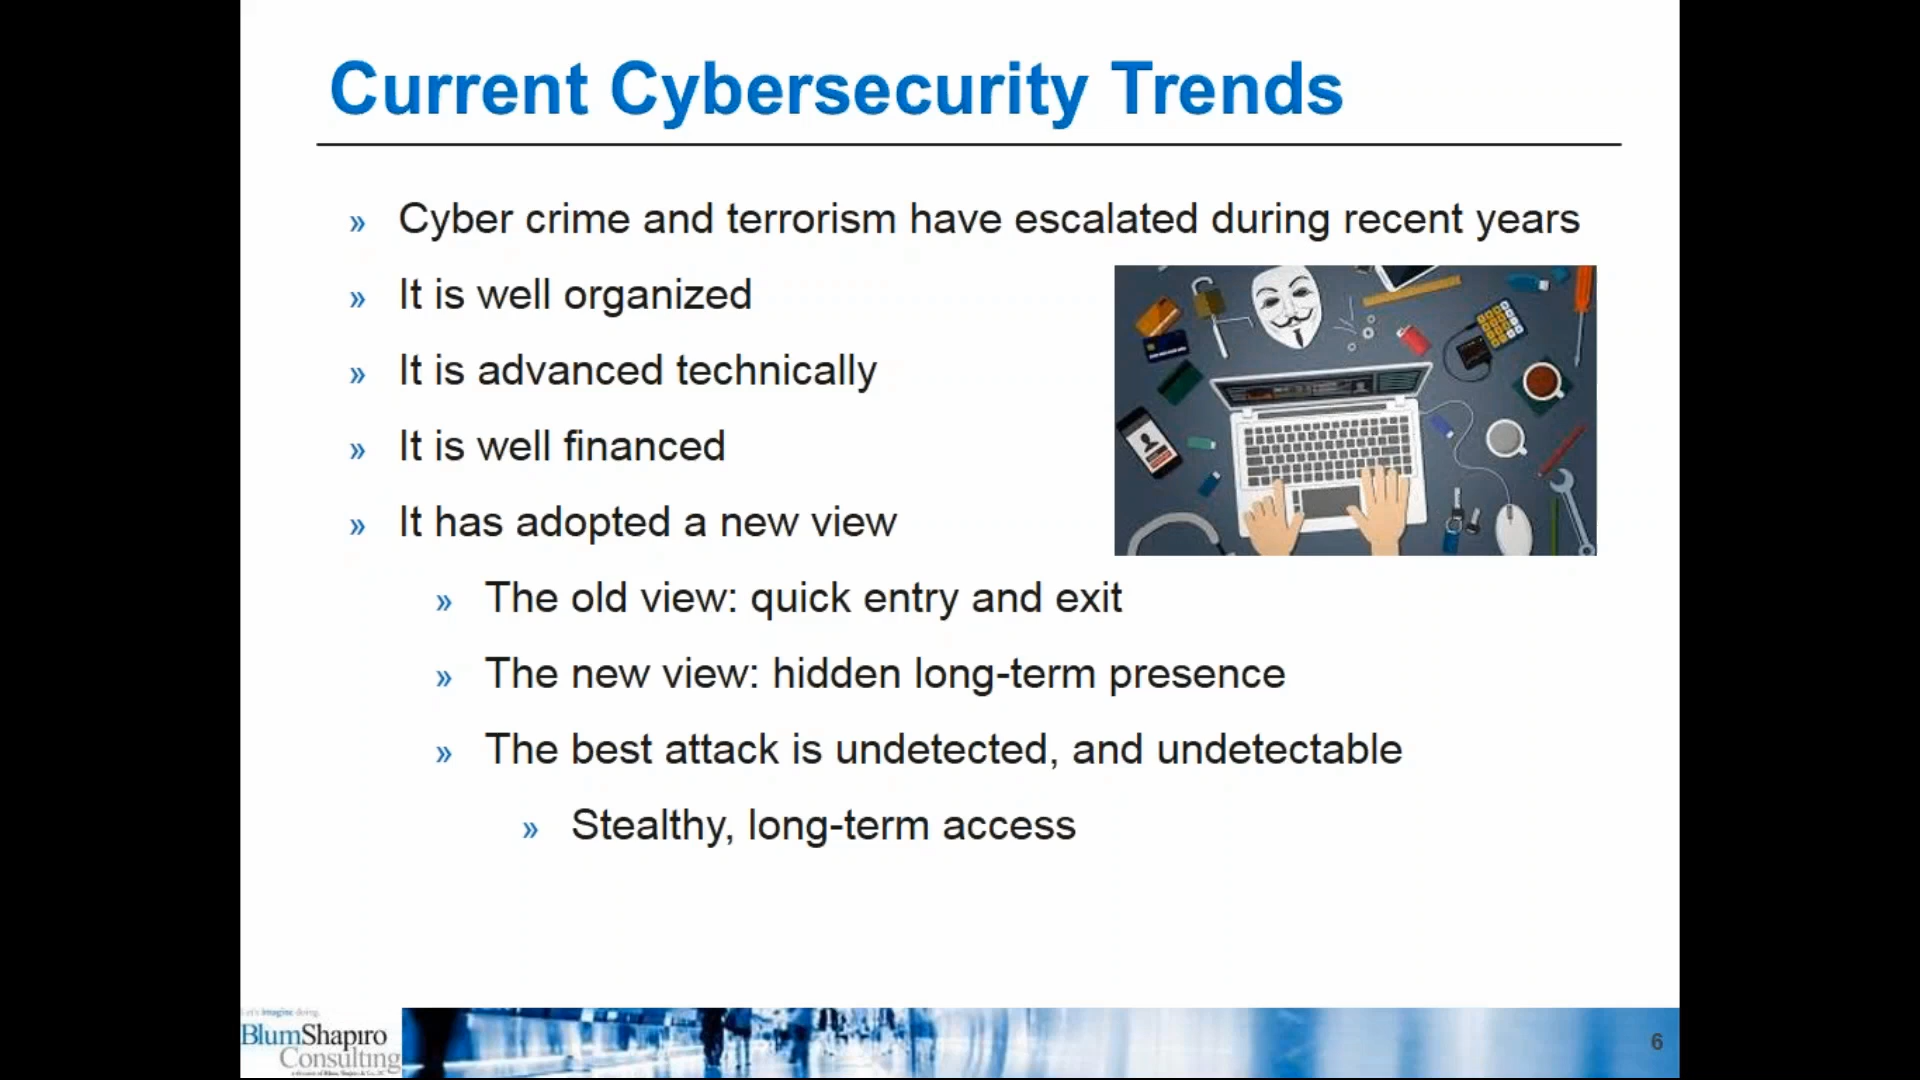 Current Cybersecurity Trends
» Cyber crime and terrorism have escalated during recent years
» It is well organized
» It is advanced technically
» It is well financed
» It has adopted a new view
» The old view: quick entry and exit
» The new view: hidden long-term presence
» The best attack is undetected, and undetectable
» Stealthy, long-term access
Let's imagine doing.
BlumShapiro
Consulting
6